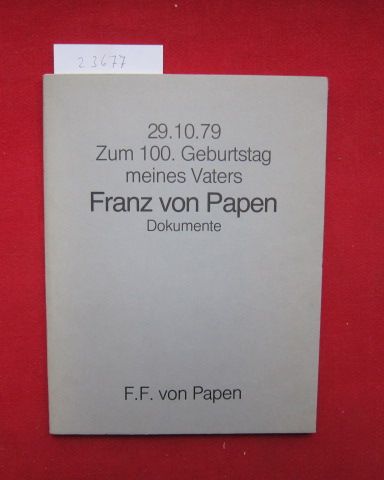 23677
29.10.79
Zum 100. Geburtstag
meines Vaters
Franz von Papen
Dokumente
F.F. von Papen